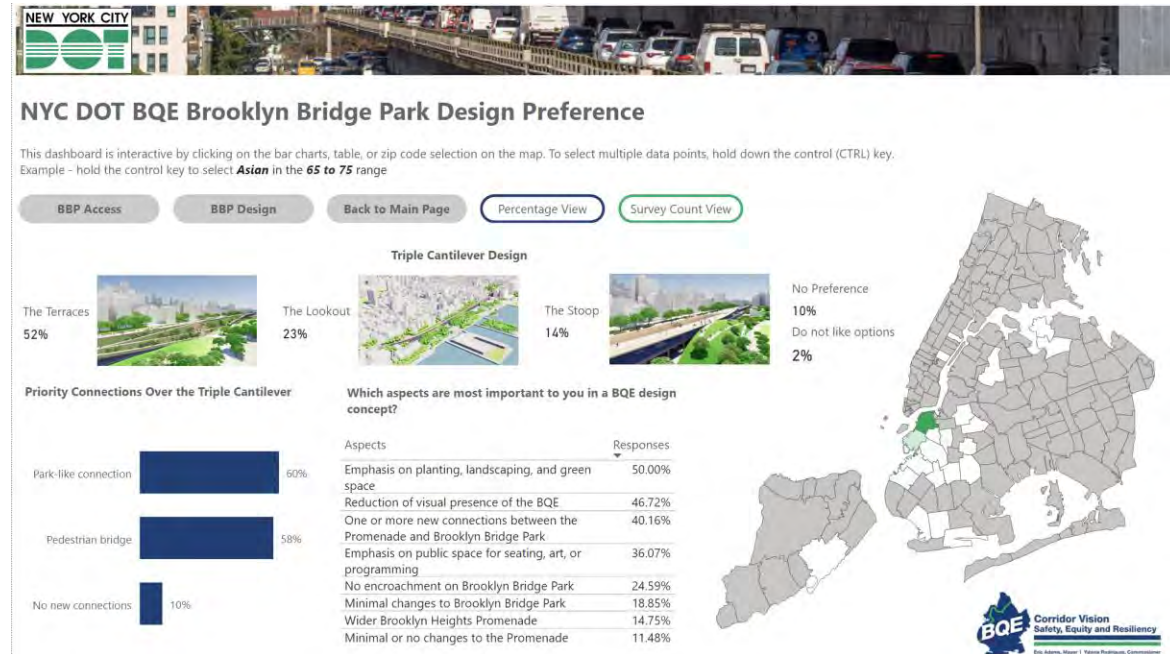 NEW YORK CITY
DOT
NYC DOT BQE Brooklyn Bridge Park Design Preference
This dashboard is interactive by clicking on the bar charts, table, or zip code selection on the map. To select multiple data points, hold down the control (CTRL) key.
Example - hold the control key to select Asian in the 65 to 75 range
BBP Access
BBP Design
Back to Main Page
Percentage View
Survey Count View
Triple Cantilever Design
The Terraces
52%
The Lookout
23%
The Stoop
14%
No Preference
10%
Do not like options
2%
Priority Connections Over the Triple Cantilever
Park-like connection 60%
Pedestrian bridge 58%
No new connections 10%
Which aspects are most important to you in a BQE design
concept?
Aspects Responses
Emphasis on planting, landscaping, and green 50.00%
space
Reduction of visual presence of the BQE 46.72%
One or more new connections between the 40.16%
Promenade and Brooklyn Bridge Park
Emphasis on public space for seating, art, or 36.07%
programming
No encroachment on Brooklyn Bridge Park 24.59%
Minimal changes to Brooklyn Bridge Park 18.85%
Wider Brooklyn Heights Promenade 14.75%
Minimal or no changes to the Promenade 11.48%
BQE
Corridor Vision
Safety, Equity and Resiliency
Eric Adams, Mayor | Ydanis Rodriguez, Commissioner